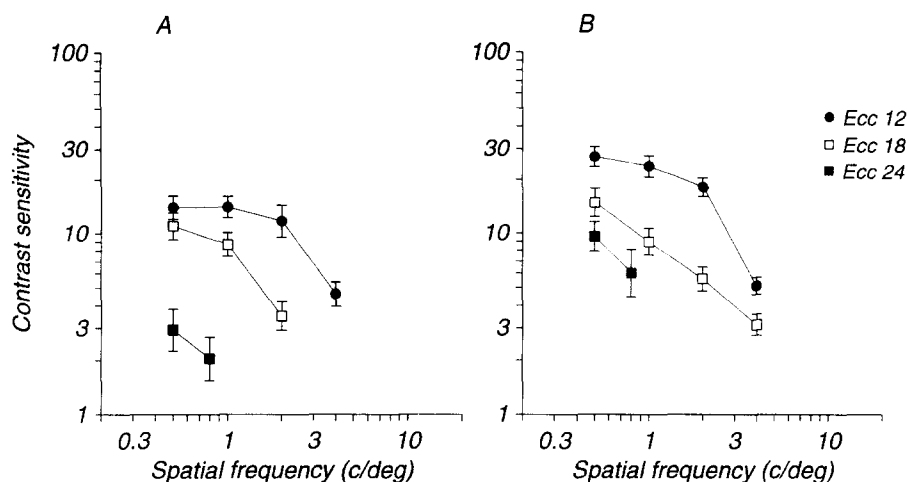 A
B
100
30
10
3
1
Contrast sensitivity
0.3 1 3 10
Spatial frequency (c/deg)
100
30
10
3
1
0.3 1 3 10
Spatial frequency (c/deg)
Ecc 12
Ecc 18
Ecc 24